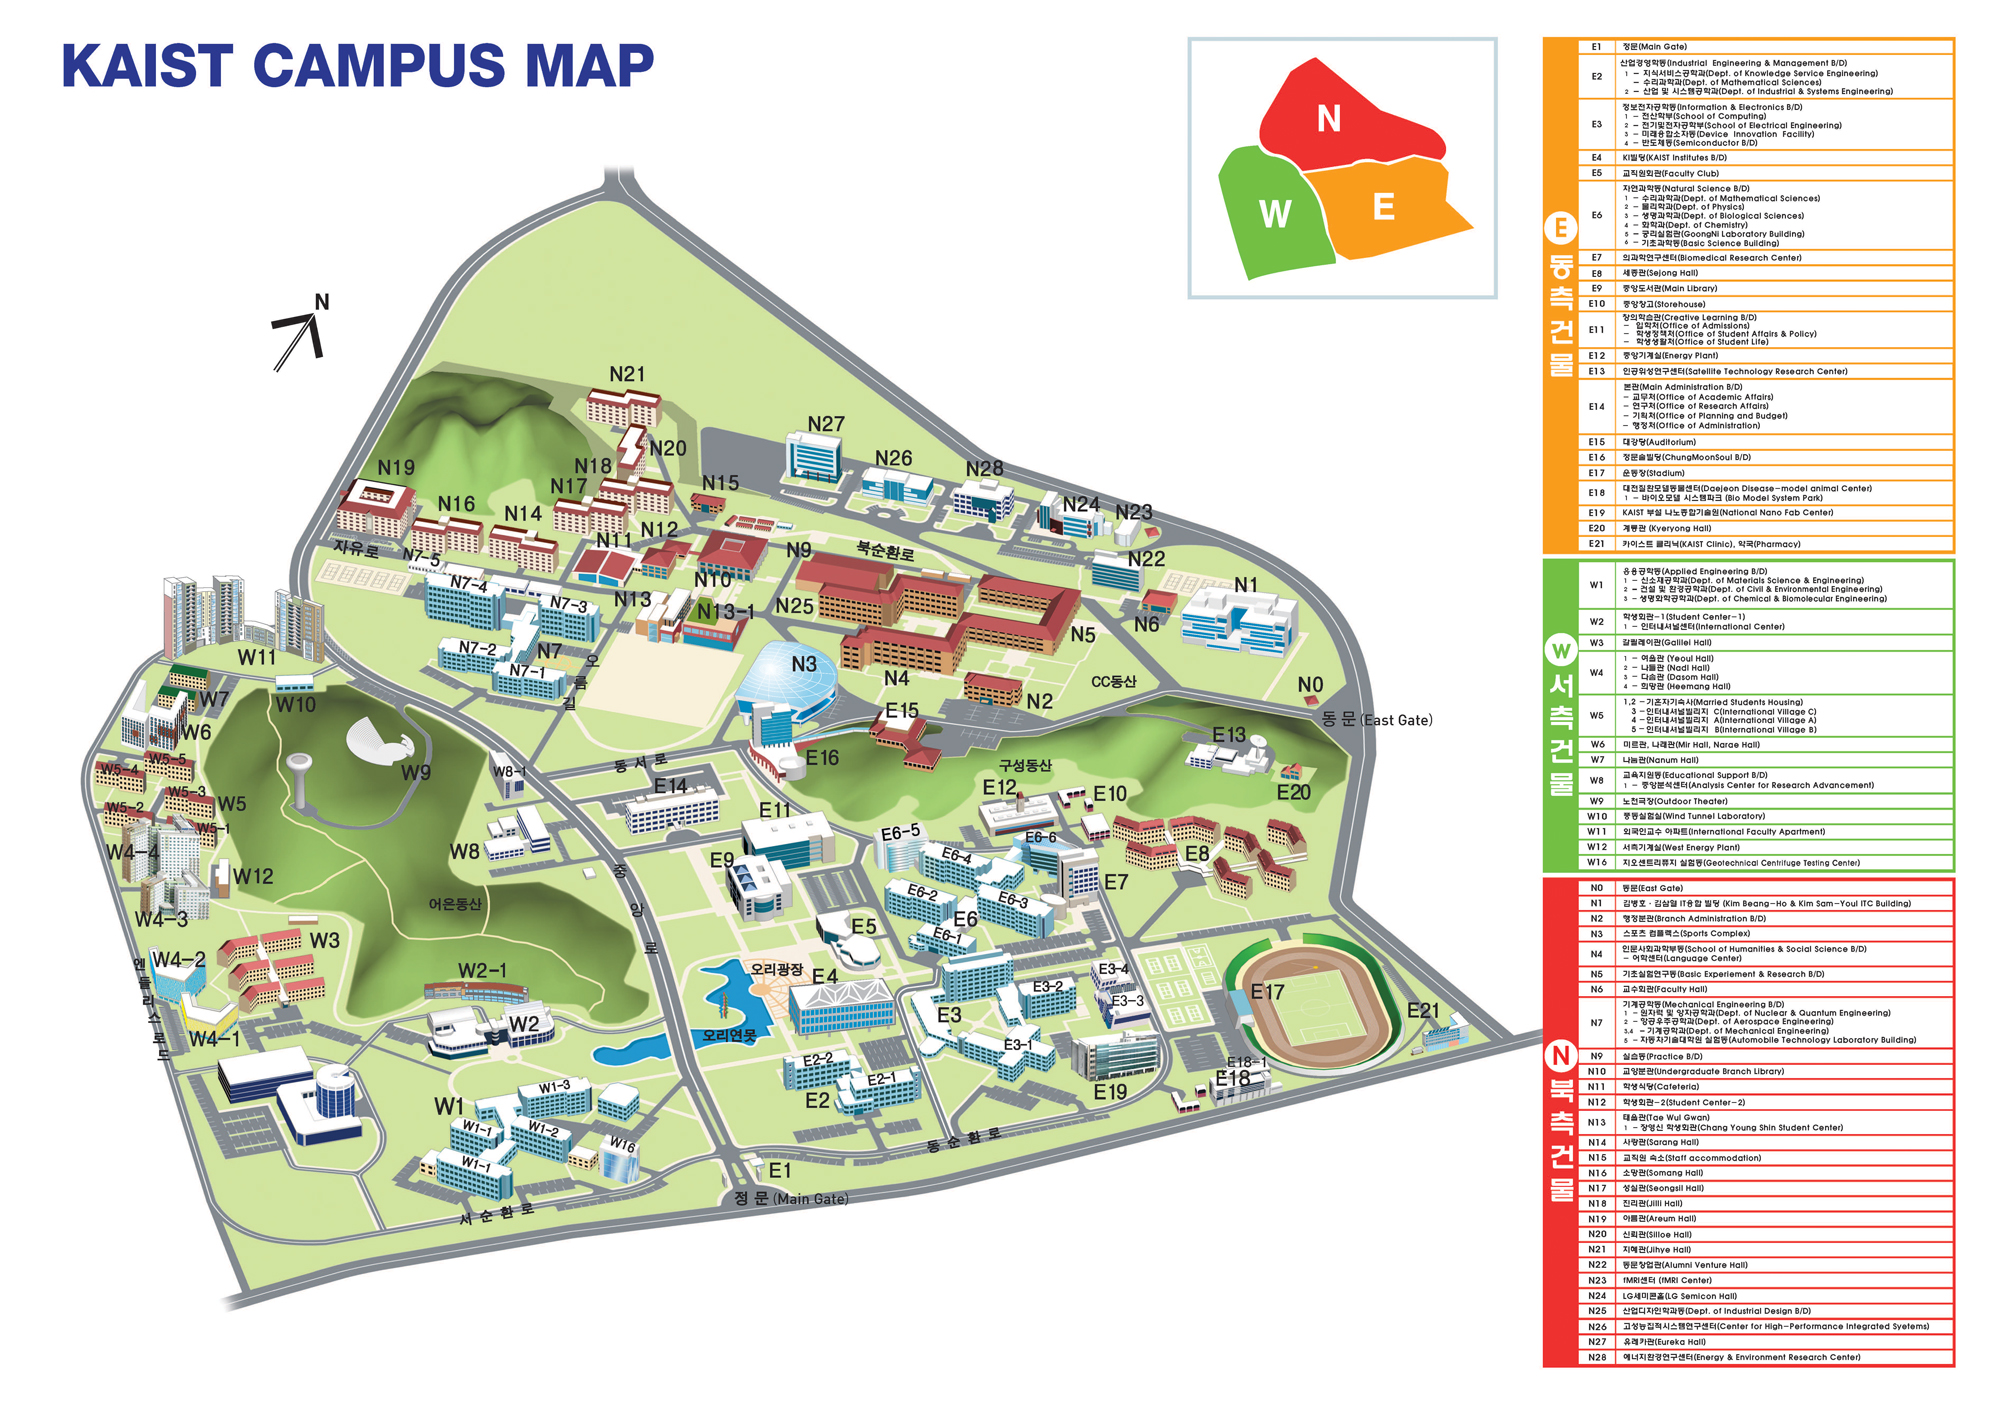 KAIST CAMPUS MAP
N
N
W
E
N21
N27
N20
N26
N28
N18
N19
N17
N15
N24
N23
N16
N14
N12
자유로
N11
N9
북순환로
N22
N7-5
N7-4
N10
N1
N7-3
N13
N13-1
N25
N6
N5
W11
N7-2
N7
오름길
N3
N7-1
N4
CC동산
N2
N0
W10
W7
W6
E15
동문(East Gate)
W9
E16
E13
W5-5
W5-4
W8-1
동서로
구성동산
E14
E12
E10
E20
W5-3
W5-2
W5
W5-1
E11
W4-4
W8
E6-5
E6-6
E6-4
E8
E9
W12
중앙로
E7
어은동산
E6-2
E6-3
W4-3
E6
E5
W3
E6-1
W4-2
W2-1
오리광장
E4
E3-4
엔들리스로드
E3-2
E17
E3-3
W4-1
W2
E3
오리연못
E21
E3-1
E2-2
E18-1
E2-1
E18
E19
W1-3
E2
W1
W1-1
W1-2
W16
동순환로
W1-1
E1
정문(Main Gate)
서순환로
E 동측건물
E1 정문(Main Gate)
E2 산업경영학동(Industrial Engineering & Management B/D)
1 - 지식서비스공학과(Dept. of Knowledge Service Engineering)
- 수리과학과(Dept. of Mathematical Sciences)
2 - 산업 및 시스템공학과(Dept. of Industrial & Systems Engineering)
E3 정보전자공학동(Information & Electronics B/D)
1 - 전산학부(School of Computing)
2 - 전기및전자공학부(School of Electrical Engineering)
3 - 미래융합소자동(Device Innovation Facility)
4 - 반도체동(Semiconductor B/D)
E4 KI빌딩(KAIST Institutes B/D)
E5 교직원회관(Faculty Club)
E6 자연과학동(Natural Science B/D)
1 - 수리과학과(Dept. of Mathematical Sciences)
2 - 물리학과(Dept. of Physics)
3 - 생명과학과(Dept. of Biological Sciences)
4 - 화학과(Dept. of Chemistry)
5 - 궁리실험관(GoongNi Laboratory Building)
6 - 기초과학동(Basic Science Building)
E7 의과학연구센터(Biomedical Research Center)
E8 세종관(Sejong Hall)
E9 중앙도서관(Main Library)
E10 중앙창고(Storehouse)
E11 창의학습관(Creative Learning B/D)
- 입학처(Office of Admissions)
- 학생정책처(Office of Student Affairs & Policy)
- 학생생활처(Office of Student Life)
E12 중앙기계실(Energy Plant)
E13 인공위성연구센터(Satellite Technology Research Center)
E14 본관(Main Administration B/D)
- 교무처(Office of Academic Affairs)
- 연구처(Office of Research Affairs)
- 기획처(Office of Planning and Budget)
- 행정처(Office of Administration)
E15 대강당(Auditorium)
E16 정문술빌딩(ChungMoonSoul B/D)
E17 운동장(Stadium)
E18 대전질환모델동물센터(Daejeon Disease-model animal Center)
1 - 바이오모델 시스템파크 (Bio Model System Park)
E19 KAIST 부설 나노종합기술원(National Nano Fab Center)
E20 계룡관 (Kyeryong Hall)
E21 카이스트 클리닉(KAIST Clinic), 약국(Pharmacy)
W 서측건물
W1 응용공학동(Applied Engineering B/D)
1 - 신소재공학과(Dept. of Materials Science & Engineering)
2 - 건설 및 환경공학과(Dept. of Civil & Environmental Engineering)
3 - 생명화학공학과(Dept. of Chemical & Biomolecular Engineering)
W2 학생회관-1(Student Center-1)
1 - 인터내셔널센터(International Center)
W3 갈릴레이관(Galilei Hall)
W4 1 - 여울관 (Yeoul Hall)
2 - 나들관 (Nadl Hall)
3 - 다솜관 (Dasom Hall)
4 - 희망관 (Heemang Hall)
W5 1,2 - 기혼자기숙사(Married Students Housing)
3 - 인터내셔널빌리지 C(International Village C)
4 - 인터내셔널빌리지 A(International Village A)
5 - 인터내셔널빌리지 B(International Village B)
W6 미르관, 나래관(Mir Hall, Narae Hall)
W7 나눔관(Nanum Hall)
W8 교육지원동(Educational Support B/D)
1 - 중앙분석센터(Analysis Center for Research Advancement)
W9 노천극장(Outdoor Theater)
W10 풍동실험실(Wind Tunnel Laboratory)
W11 외국인교수 아파트(International Faculty Apartment)
W12 서측기계실(West Energy Plant)
W16 지오센트리퓨지 실험동(Geotechnical Centrifuge Testing Center)
N 북측건물
N0 동문(East Gate)
N1 김병호·김삼열 IT융합 빌딩 (Kim Beang-Ho & Kim Sam-Youl ITC Building)
N2 행정분관(Branch Administration B/D)
N3 스포츠 컴플렉스(Sports Complex)
N4 인문사회과학부동(School of Humanities & Social Science B/D)
- 어학센터(Language Center)
N5 기초실험연구동(Basic Experiement & Research B/D)
N6 교수회관(Faculty Hall)
N7 기계공학동(Mechanical Engineering B/D)
1 - 원자력 및 양자공학과(Dept. of Nuclear & Quantum Engineering)
2 - 항공우주공학과(Dept. of Aerospace Engineering)
3,4 - 기계공학과(Dept. of Mechanical Engineering)
5 - 자동차기술대학원 실험동(Automobile Technology Laboratory Building)
N9 실습동(Practice B/D)
N10 교양분관(Undergraduate Branch Library)
N11 학생식당(Cafeteria)
N12 학생회관-2(Student Center-2)
N13 태울관(Tae Wul Gwan)
1 - 장영신 학생회관(Chang Young Shin Student Center)
N14 사랑관(Sarang Hall)
N15 교직원 숙소(Staff accommodation)
N16 소망관(Somang Hall)
N17 성실관(Seongsil Hall)
N18 진리관(Jilli Hall)
N19 아름관(Areum Hall)
N20 신뢰관(Silloe Hall)
N21 지혜관(Jihye Hall)
N22 동문창업관(Alumni Venture Hall)
N23 fMRI센터 (fMRI Center)
N24 LG세미콘홀(LG Semicon Hall)
N25 산업디자인학과동(Dept. of Industrial Design B/D)
N26 고성능집적시스템연구센터(Center for High-Performance Integrated Syetems)
N27 유레카관(Eureka Hall)
N28 에너지환경연구센터(Energy & Environment Research Center)